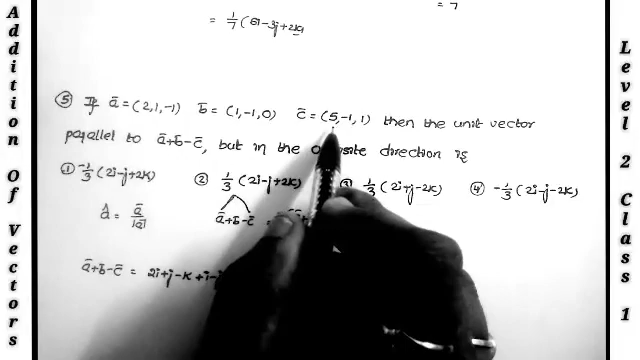 Addition Of Vectors
= 7
= 1/7 (6i-3j+2k)
⑤ If a̅ = (2,1,-1) b̅ = (1,-1,0) c̅ = (5,-1,1) then the unit vector
parallel to a̅+b̅-c̅, but in the direction is
① -1/3 (2i-j+2k) ② 1/3 (2i-j+2k) ③ 1/3 (2i+j-2k) ④ -1/3 (2i-j-2k)
â = a̅/|a̅| a̅+b̅-c̅ =
a̅+b̅-c̅ = 2i+j-k+i-j
Level 2 Class 1